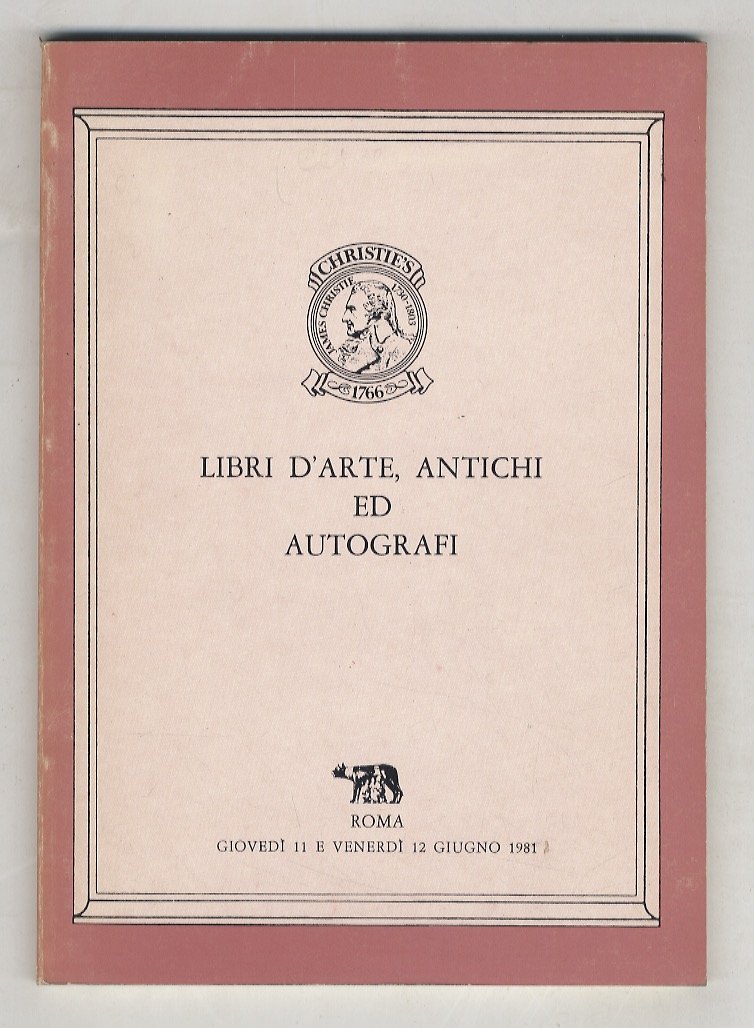 CHRISTIE'S
JAMES CHRISTIE 1730-1803
1766
LIBRI D'ARTE, ANTICHI
ED
AUTOGRAFI
ROMA
GIOVEDÌ 11 E VENERDÌ 12 GIUGNO 1981